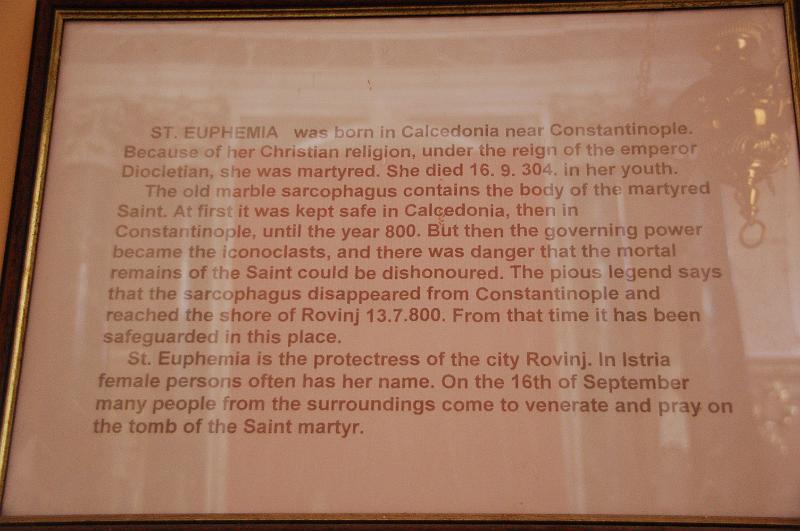 ST. EUPHEMIA was born in Calcedonia near Constantinople.
Because of her Christian religion, under the reign of the emperor
Diocletian, she was martyred. She died 16. 9. 304. in her youth.
The old marble sarcophagus contains the body of the martyred
Saint. At first it was kept safe in Calcedonia, then in
Constantinople, until the year 800. But then the governing power
became the iconoclasts, and there was danger that the mortal
remains of the Saint could be dishonoured. The pious legend says
that the sarcophagus disappeared from Constantinople and
reached the shore of Rovinj 13.7.800. From that time it has been
safeguarded in this place.
St. Euphemia is the protectress of the city Rovinj. In Istria
female persons often has her name. On the 16th of September
many people from the surroundings come to venerate and pray on
the tomb of the Saint martyr.